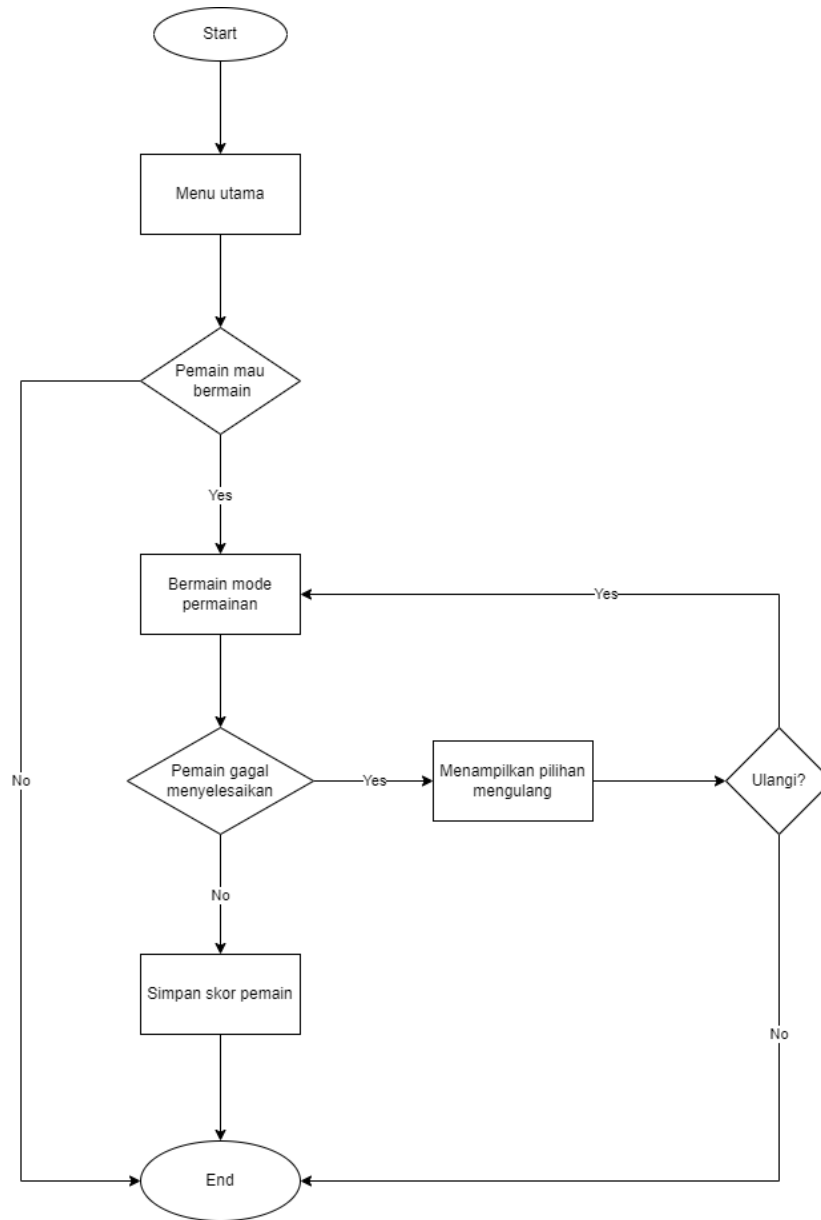 Start
Menu utama
Pemain mau
bermain
Yes
Bermain mode
permainan
Yes
Pemain gagal
menyelesaikan
Yes
Menampilkan pilihan
mengulang
Ulangi?
No
No
Simpan skor pemain
No
End